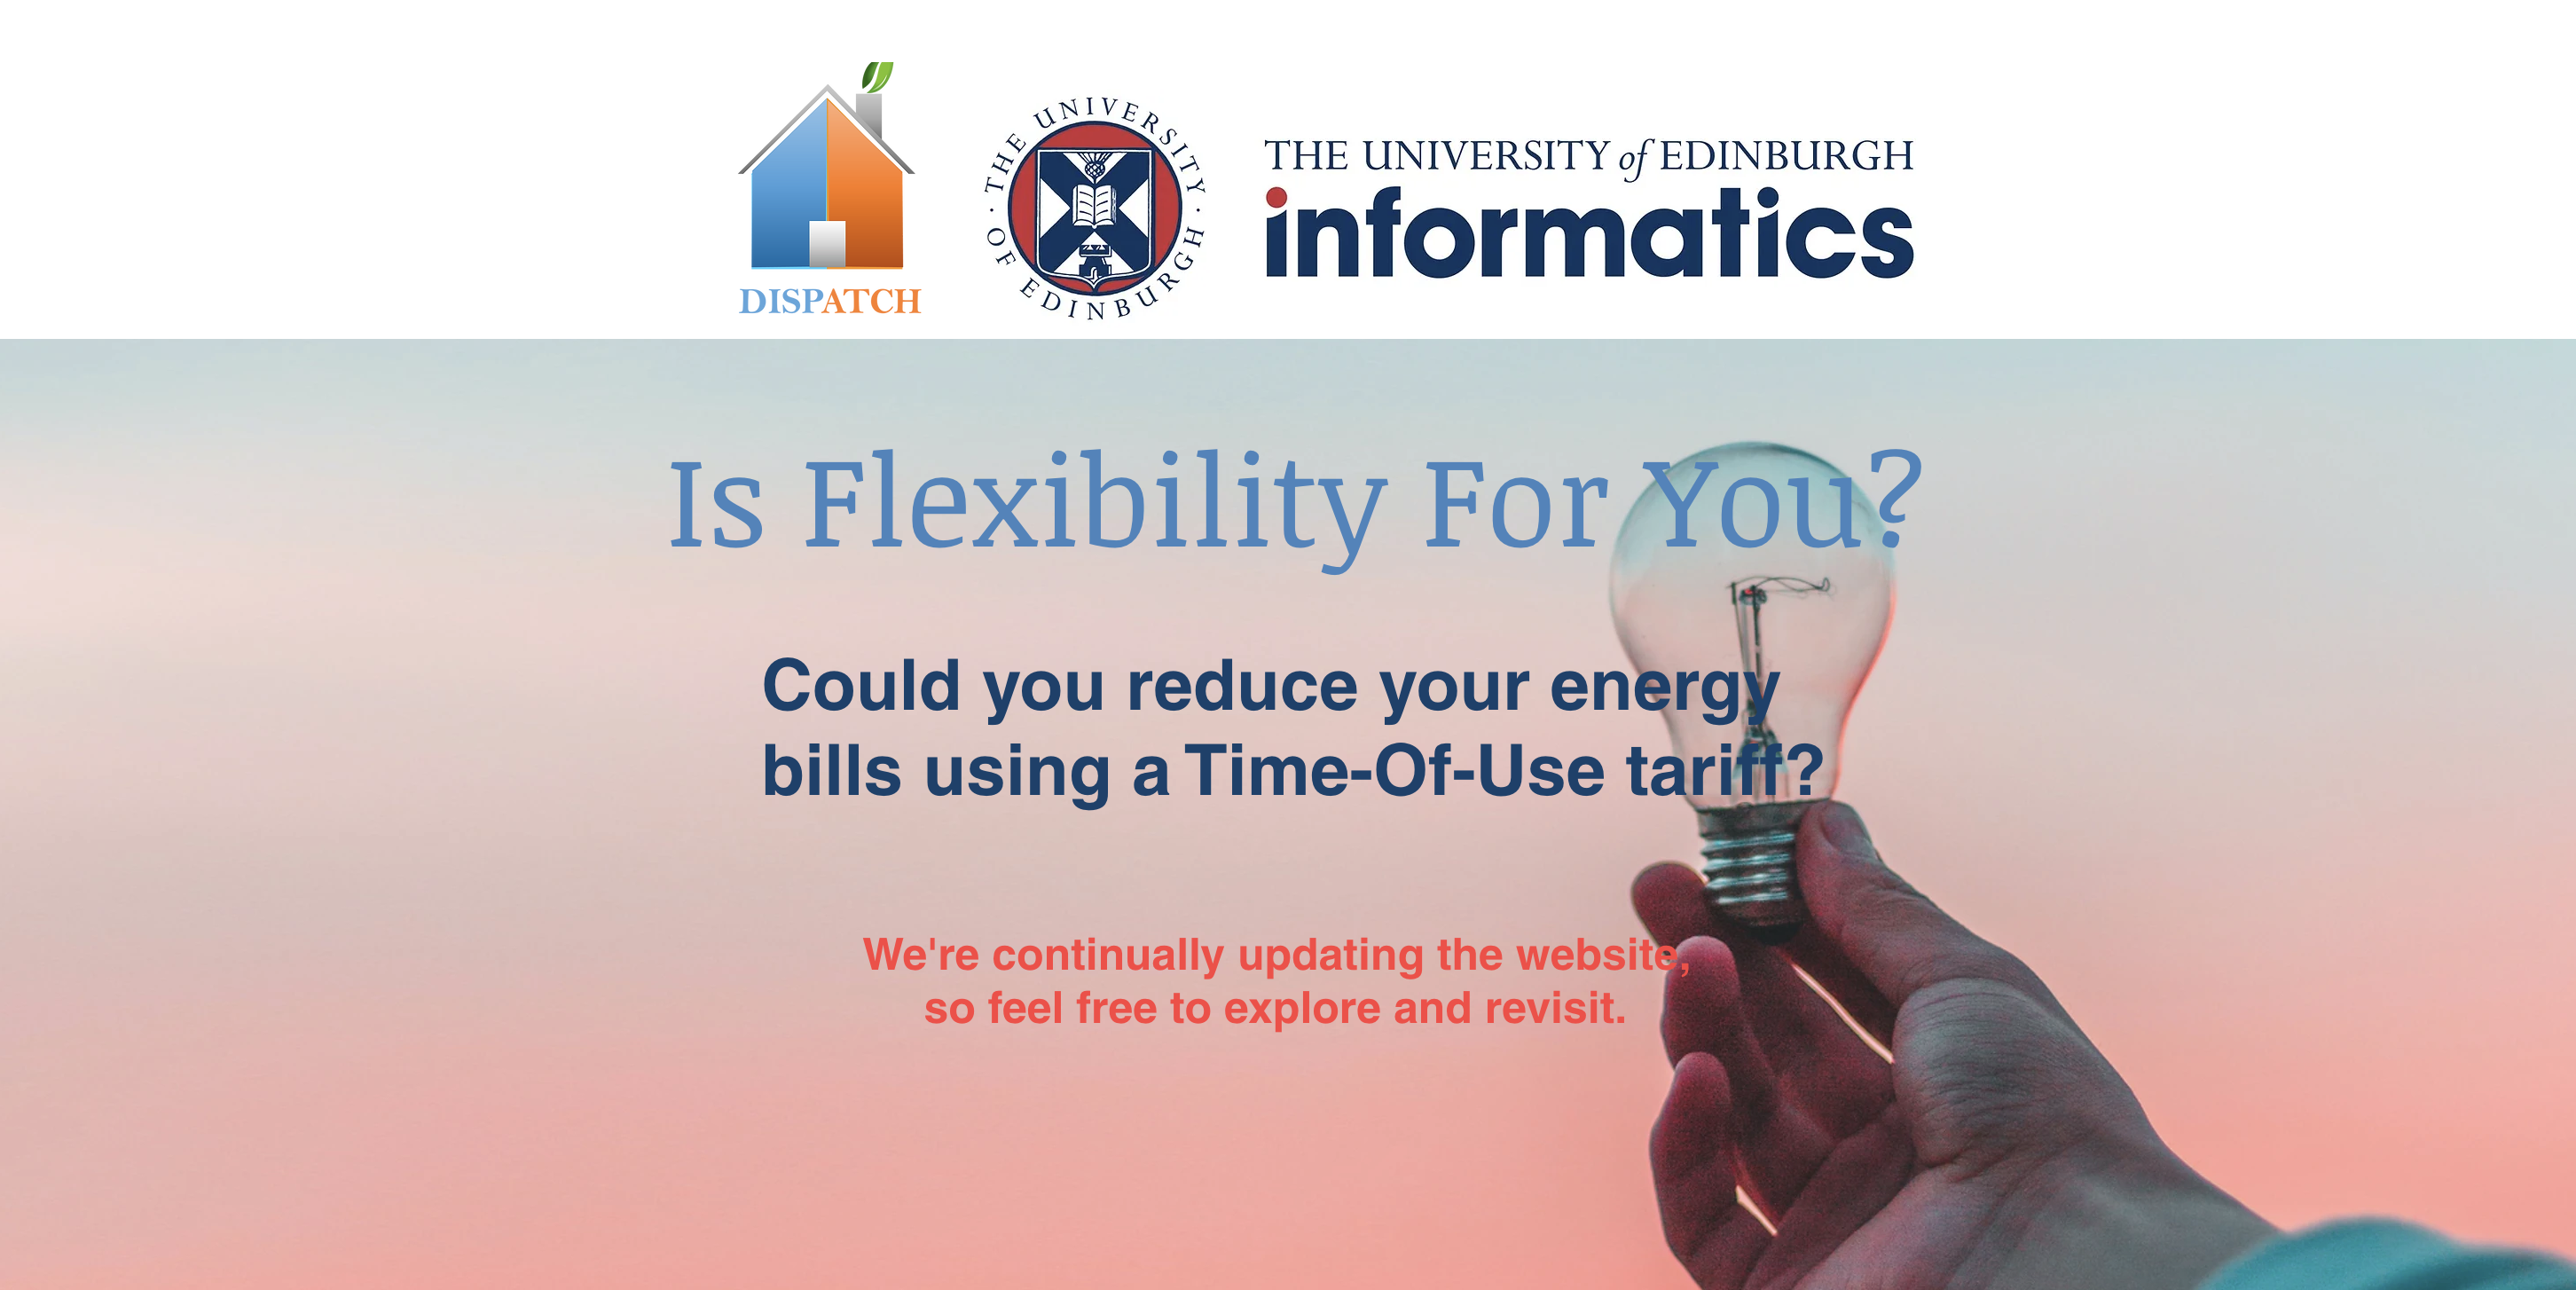 DISPATCH
THE UNIVERSITY OF EDINBURGH
THE UNIVERSITY of EDINBURGH
informatics
Is Flexibility For You?
Could you reduce your energy
bills using a Time-Of-Use tariff?
We're continually updating the website,
so feel free to explore and revisit.